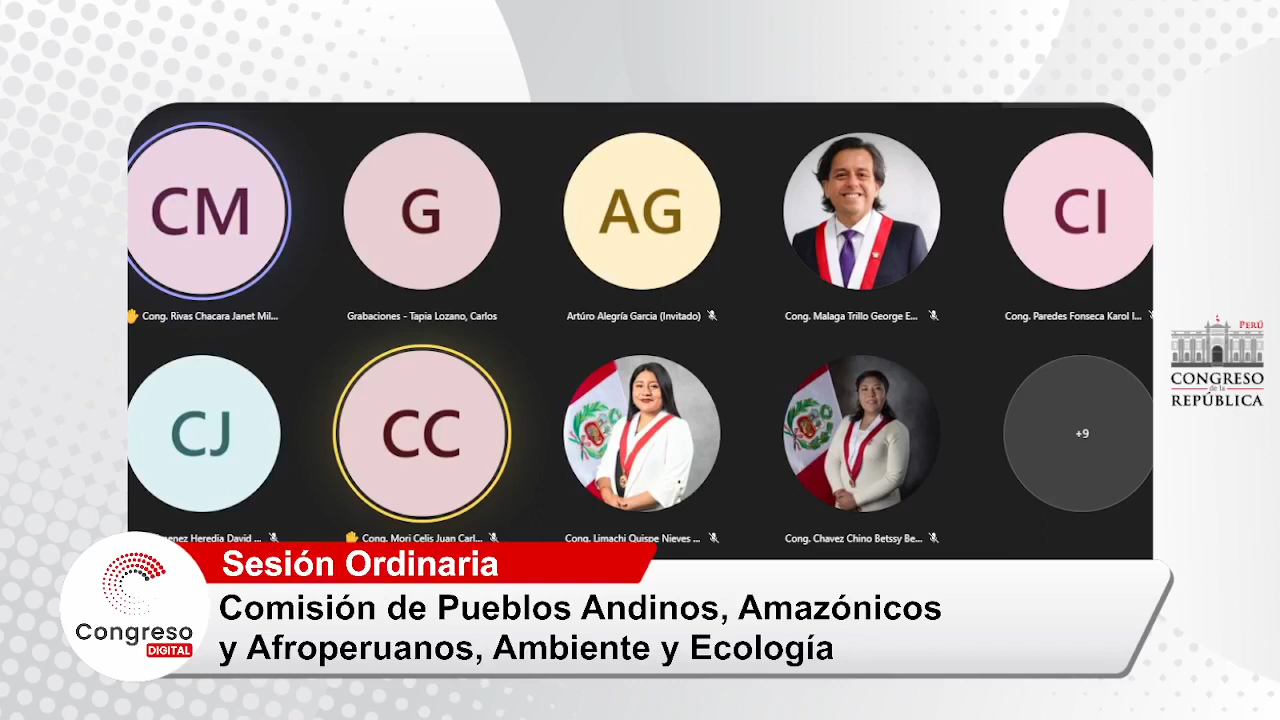 CM
G
AG
CI
Cong. Rivas Chacara Janet Mil...
Grabaciones - Tapia Lozano, Carlos
Artúro Alegría Garcia (Invitado)
Cong. Malaga Trillo George E...
Cong. Paredes Fonseca Karol I...
PERÚ
CONGRESO
de la
REPÚBLICA
CJ
CC
+9
Heredia David ...
Cong. Mori Celis Juan Carl...
Cong. Limachi Quispe Nieves ...
Cong. Chavez Chino Betssy Be...
Sesión Ordinaria
Comisión de Pueblos Andinos, Amazónicos
y Afroperuanos, Ambiente y Ecología
Congreso
DIGITAL